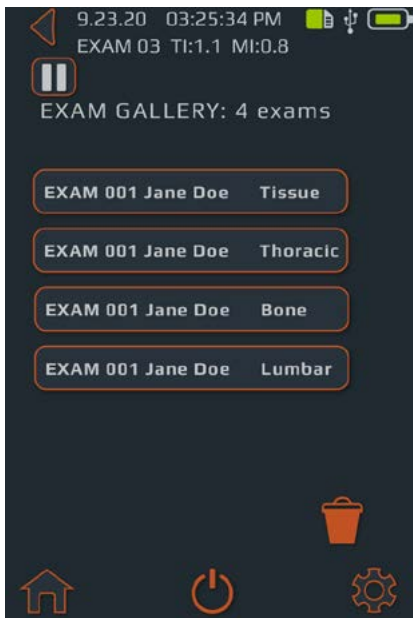 9.23.20 03:25:34 PM
EXAM 03 TI:1.1 MI:0.8
EXAM GALLERY: 4 exams
EXAM 001 Jane Doe Tissue
EXAM 001 Jane Doe Thoracic
EXAM 001 Jane Doe Bone
EXAM 001 Jane Doe Lumbar